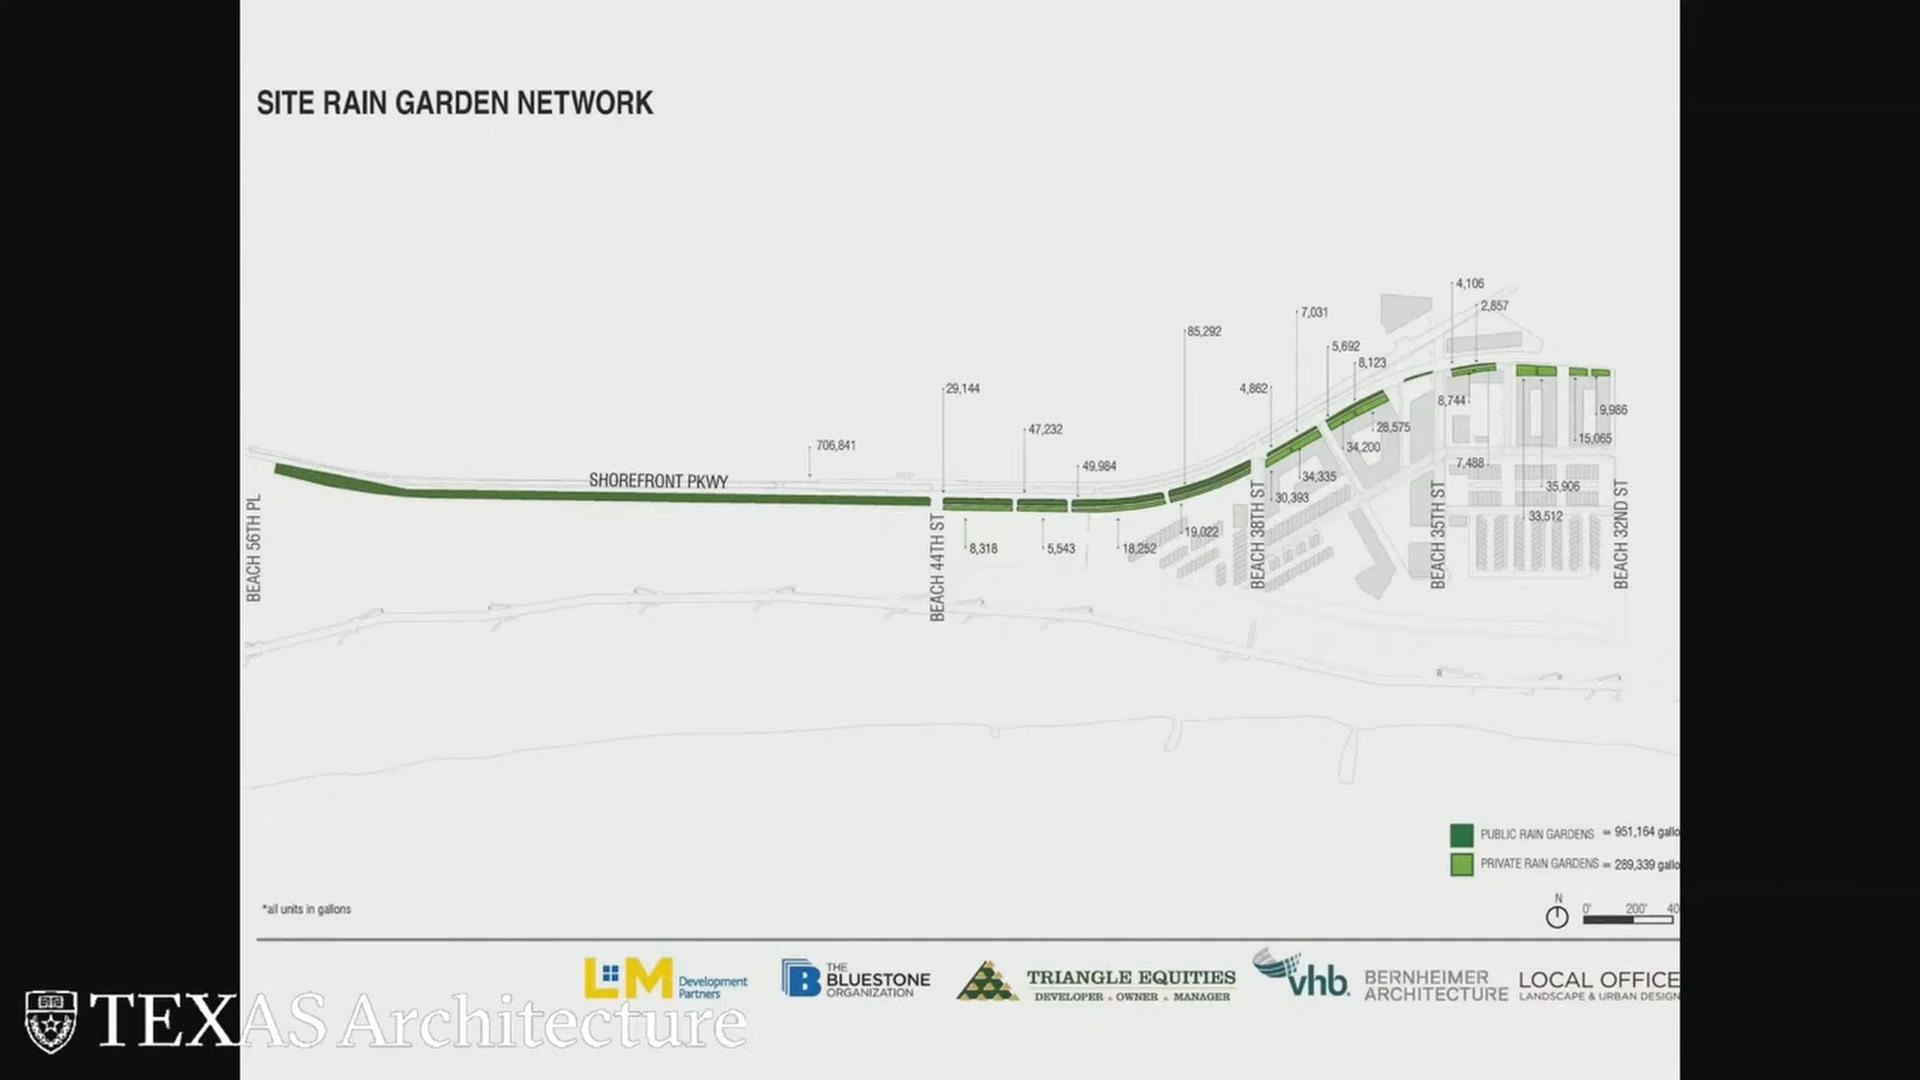 SITE RAIN GARDEN NETWORK
4,106
2,857
7,031
85,292
5,692
8,123
29,144
4,862
8,744
9,986
47,232
28,575
706,841
15,065
34,200
49,984
7,488
SHOREFRONT PKWY
34,335
35,906
30,393
33,512
19,022
8,318
5,543
18,252
BEACH 56TH PL
BEACH 44TH ST
BEACH 38TH ST
BEACH 35TH ST
BEACH 32ND ST
PUBLIC RAIN GARDENS = 951,164 gallo
PRIVATE RAIN GARDENS = 289,339 gallo
N
0' 200' 40
*all units in gallons
L+M Development Partners
B THE BLUESTONE ORGANIZATION
TRIANGLE EQUITIES
DEVELOPER . OWNER . MANAGER
vhb.
BERNHEIMER
ARCHITECTURE
LOCAL OFFICE
LANDSCAPE & URBAN DESIGN
TEXAS Architecture